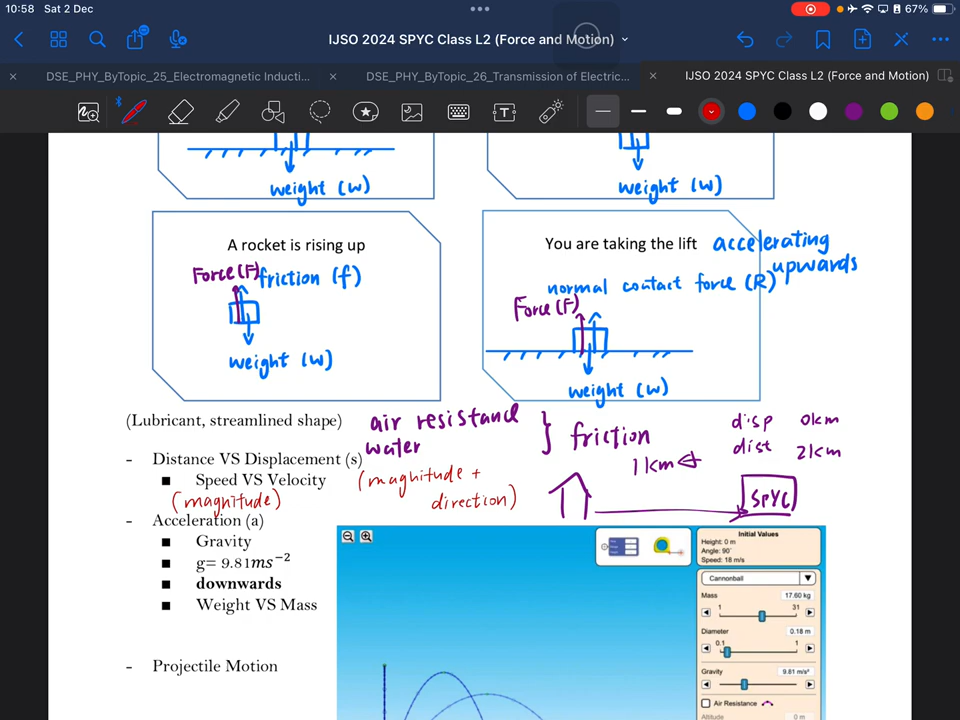 10:58 Sat 2 Dec
67%
IJSO 2024 SPYC Class L2 (Force and Motion)
DSE_PHY_ByTopic_25_Electromagnetic Inducti...
DSE_PHY_ByTopic_26_Transmission of Electric...
IJSO 2024 SPYC Class L2 (Force and Motion)
weight (W)
weight (W)
A rocket is rising up
Force (F)
friction (f)
weight (W)
You are taking the lift
accelerating
upwards
normal contact force (R)
Force (F)
weight (W)
(Lubricant, streamlined shape)
air resistance
water
} friction
disp 0km
dist 2km
1km
SPYC
- Distance VS Displacement (s)
■ Speed VS Velocity
(magnitude)
(magnitude +
direction)
- Acceleration (a)
■ Gravity
■ g= 9.81ms⁻²
■ downwards
■ Weight VS Mass
- Projectile Motion
Initial Values
Height: 0 m
Angle: 90°
Speed: 18 m/s
Cannonball
Mass 17.60 kg
1 31
Diameter 0.18 m
0.1 1
Gravity 9.81 m/s²
Air Resistance
Altitude 0 m